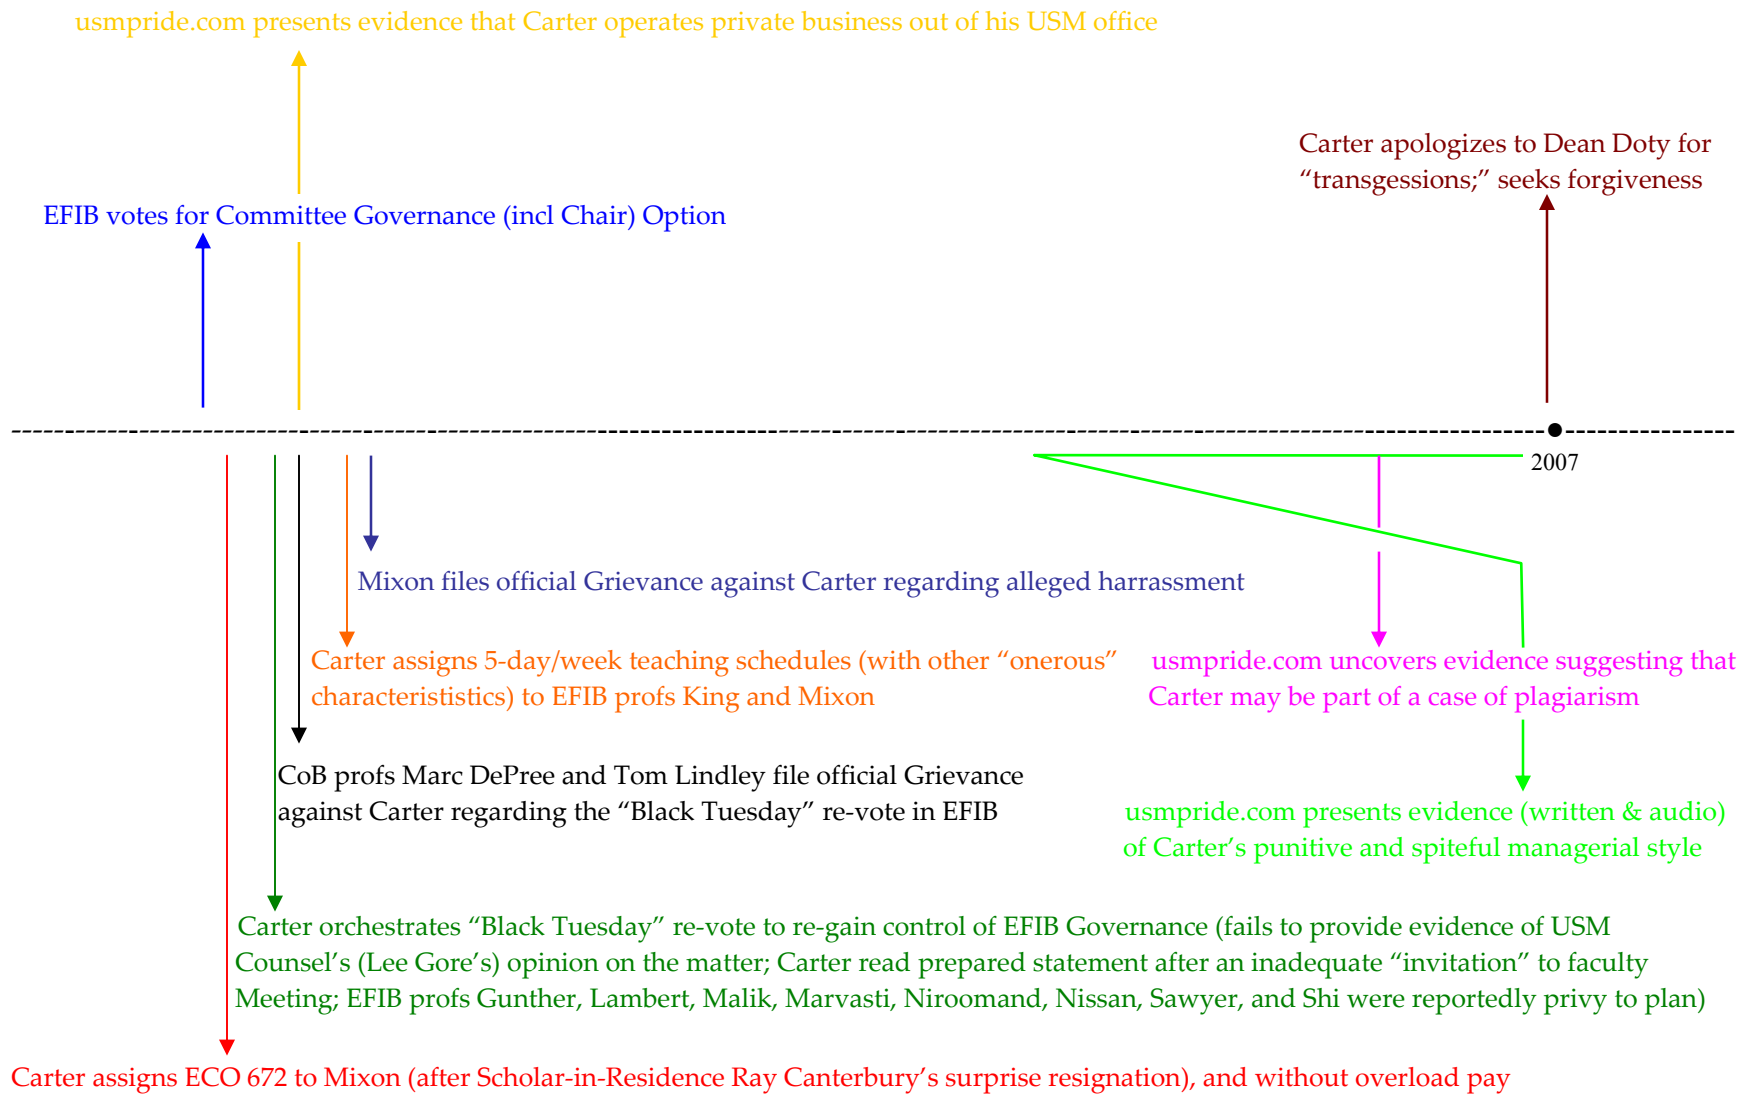 usmpride.com presents evidence that Carter operates private business out of his USM office
Carter apologizes to Dean Doty for
“transgessions;” seeks forgiveness
EFIB votes for Committee Governance (incl Chair) Option
2007
Mixon files official Grievance against Carter regarding alleged harrassment
Carter assigns 5-day/week teaching schedules (with other “onerous”
characterististics) to EFIB profs King and Mixon
usmpride.com uncovers evidence suggesting that
Carter may be part of a case of plagiarism
CoB profs Marc DePree and Tom Lindley file official Grievance
against Carter regarding the “Black Tuesday” re-vote in EFIB
usmpride.com presents evidence (written & audio)
of Carter’s punitive and spiteful managerial style
Carter orchestrates “Black Tuesday” re-vote to re-gain control of EFIB Governance (fails to provide evidence of USM
Counsel’s (Lee Gore’s) opinion on the matter; Carter read prepared statement after an inadequate “invitation” to faculty
Meeting; EFIB profs Gunther, Lambert, Malik, Marvasti, Niroomand, Nissan, Sawyer, and Shi were reportedly privy to plan)
Carter assigns ECO 672 to Mixon (after Scholar-in-Residence Ray Canterbury’s surprise resignation), and without overload pay